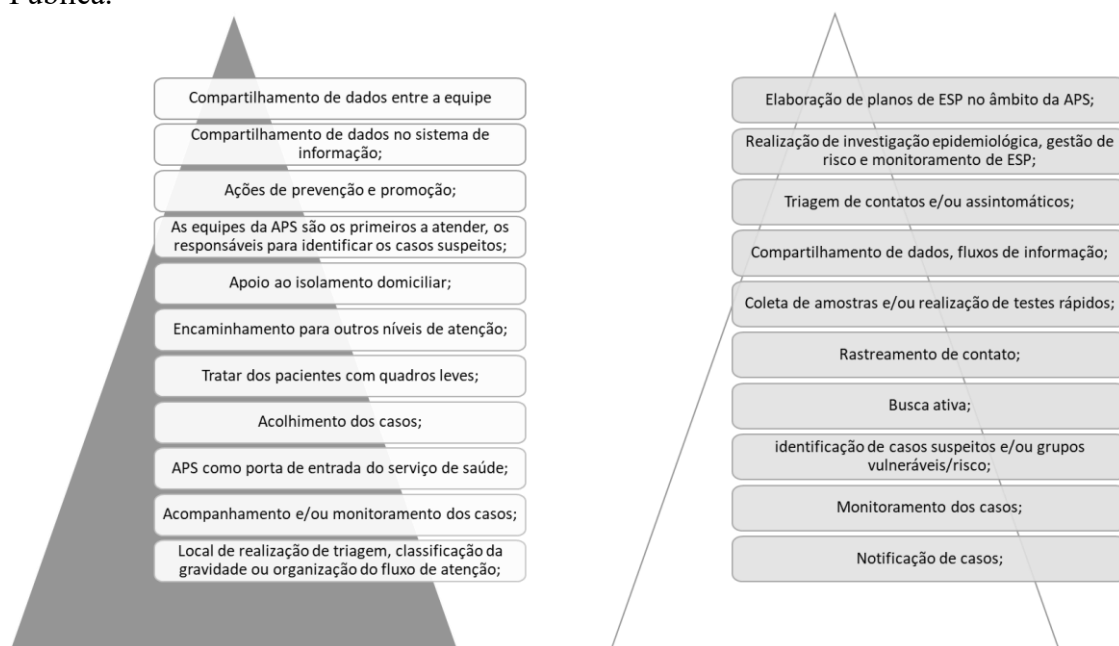 Compartilhamento de dados entre a equipe
Compartilhamento de dados no sistema de
informação;
Ações de prevenção e promoção;
As equipes da APS são os primeiros a atender, os
responsáveis para identificar os casos suspeitos;
Apoio ao isolamento domiciliar;
Encaminhamento para outros níveis de atenção;
Tratar dos pacientes com quadros leves;
Acolhimento dos casos;
APS como porta de entrada do serviço de saúde;
Acompanhamento e/ou monitoramento dos casos;
Local de realização de triagem, classificação da
gravidade ou organização do fluxo de atenção;
Elaboração de planos de ESP no âmbito da APS;
Realização de investigação epidemiológica, gestão de
risco e monitoramento de ESP;
Triagem de contatos e/ou assintomáticos;
Compartilhamento de dados, fluxos de informação;
Coleta de amostras e/ou realização de testes rápidos;
Rastreamento de contato;
Busca ativa;
identificação de casos suspeitos e/ou grupos
vulneráveis/risco;
Monitoramento dos casos;
Notificação de casos;